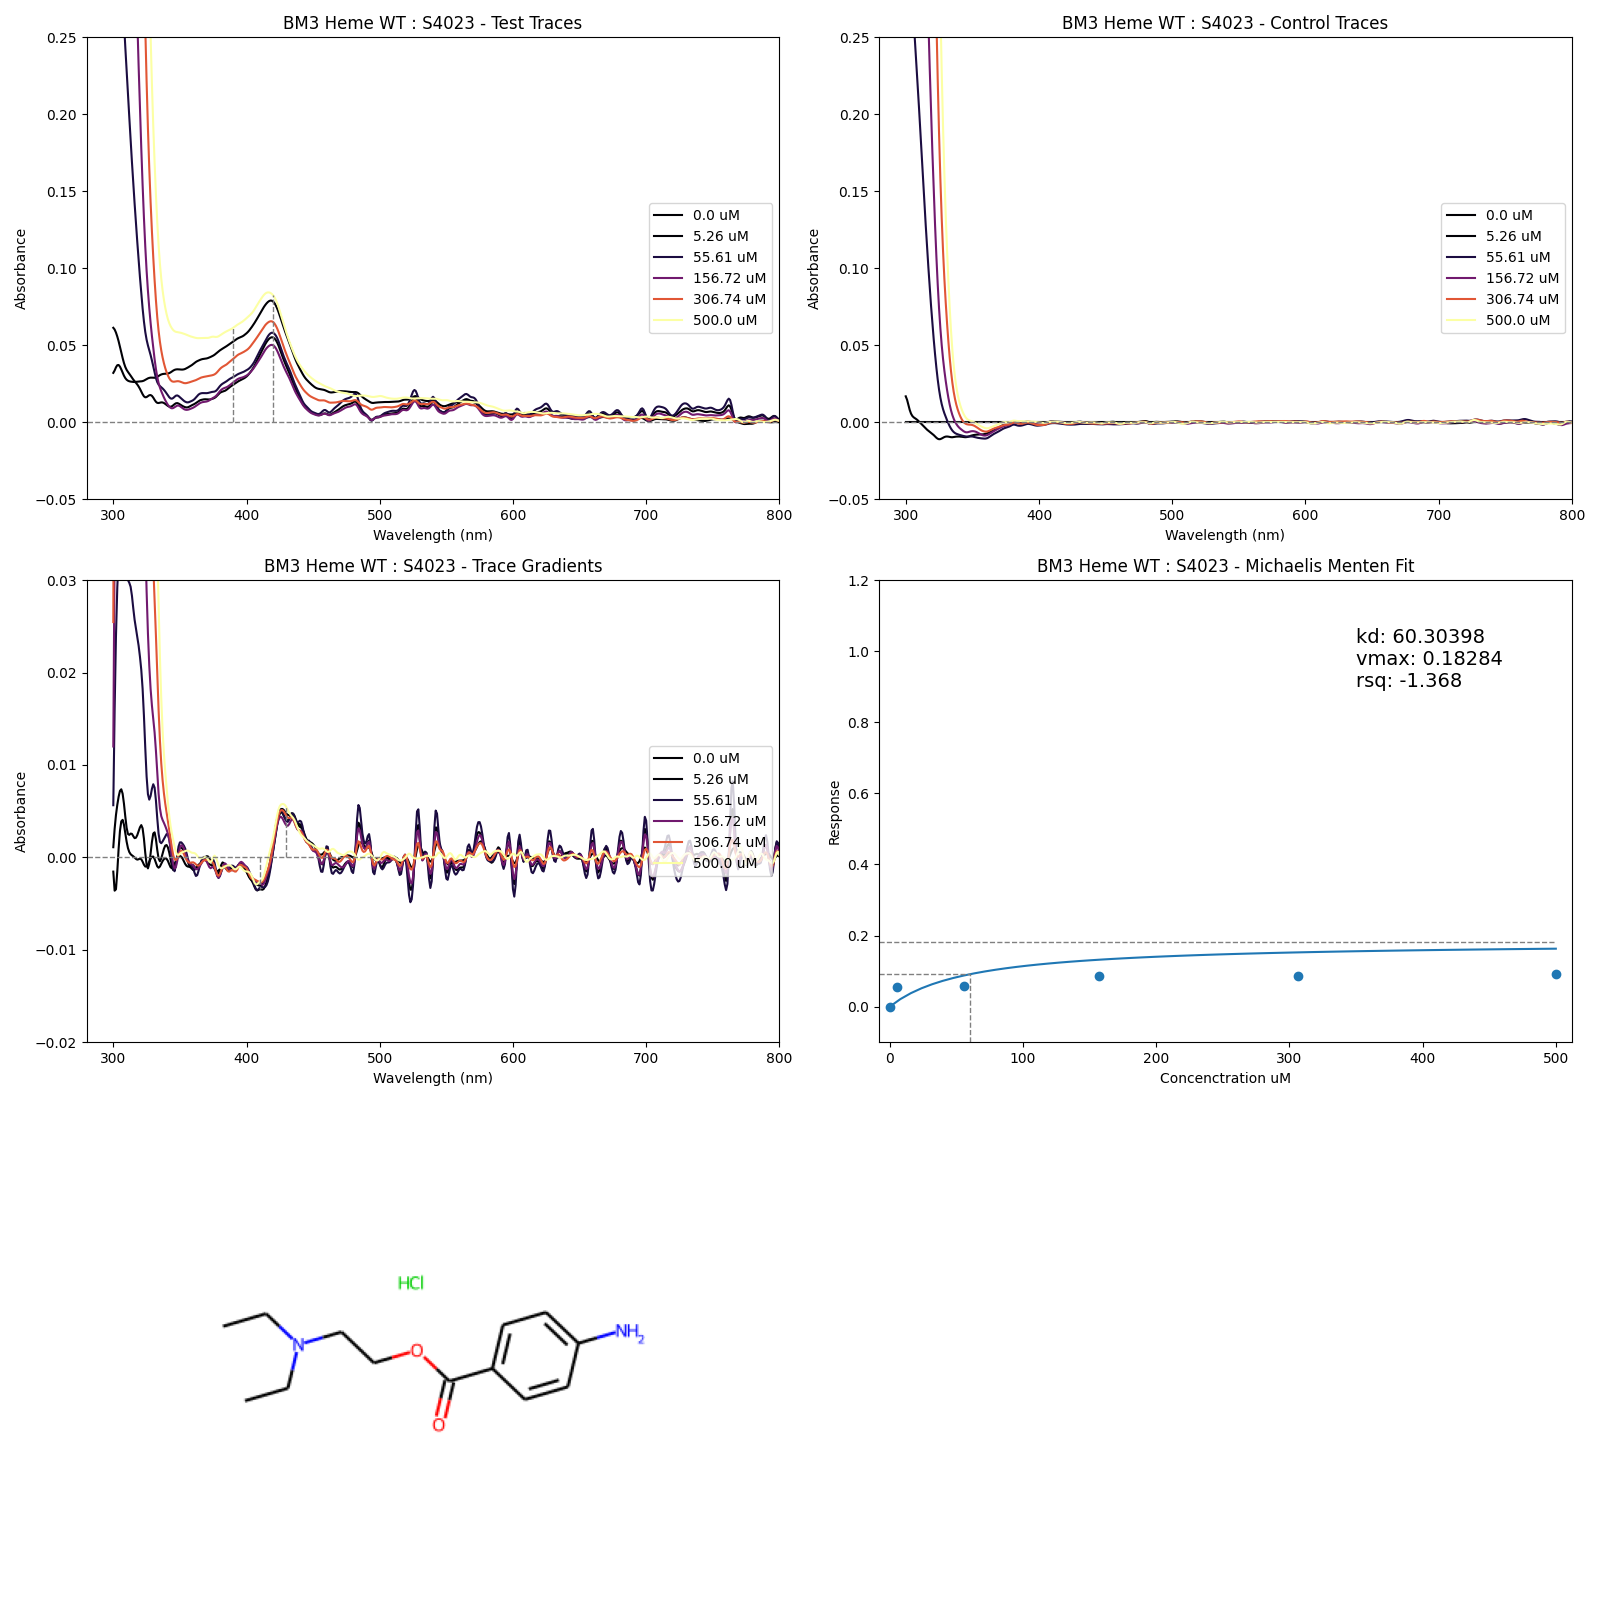 BM3 Heme WT : S4023 - Test Traces
Absorbance
0.25
0.20
0.15
0.10
0.05
0.00
−0.05
300 400 500 600 700 800
Wavelength (nm)
0.0 uM
5.26 uM
55.61 uM
156.72 uM
306.74 uM
500.0 uM
BM3 Heme WT : S4023 - Control Traces
Absorbance
0.25
0.20
0.15
0.10
0.05
0.00
−0.05
300 400 500 600 700 800
Wavelength (nm)
0.0 uM
5.26 uM
55.61 uM
156.72 uM
306.74 uM
500.0 uM
BM3 Heme WT : S4023 - Trace Gradients
Absorbance
0.03
0.02
0.01
0.00
−0.01
−0.02
300 400 500 600 700 800
Wavelength (nm)
0.0 uM
5.26 uM
55.61 uM
156.72 uM
306.74 uM
500.0 uM
BM3 Heme WT : S4023 - Michaelis Menten Fit
Response
1.2
1.0
0.8
0.6
0.4
0.2
0.0
0 100 200 300 400 500
Concenctration uM
kd: 60.30398
vmax: 0.18284
rsq: -1.368
HCl
N
O
O
NH2